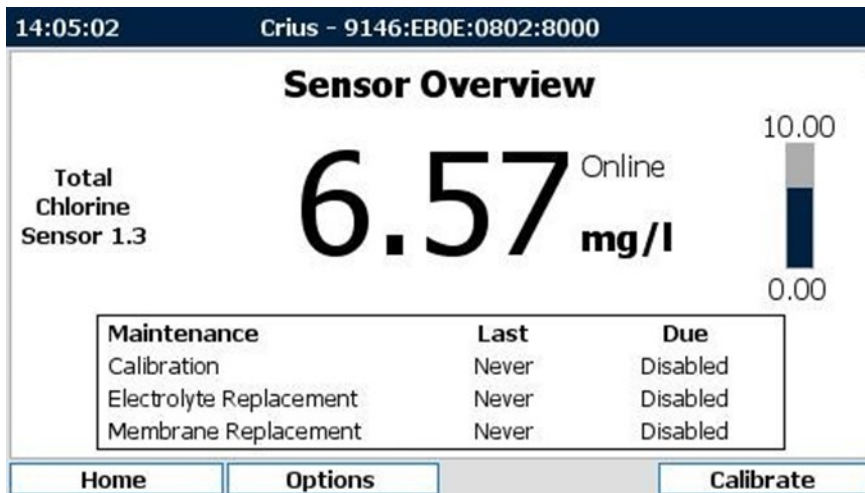 14:05:02 Crius - 9146:EB0E:0802:8000
Sensor Overview
Total
Chlorine
Sensor 1.3
6.57
Online
mg/l
10.00
0.00
Maintenance Last Due
Calibration Never Disabled
Electrolyte Replacement Never Disabled
Membrane Replacement Never Disabled
Home Options Calibrate